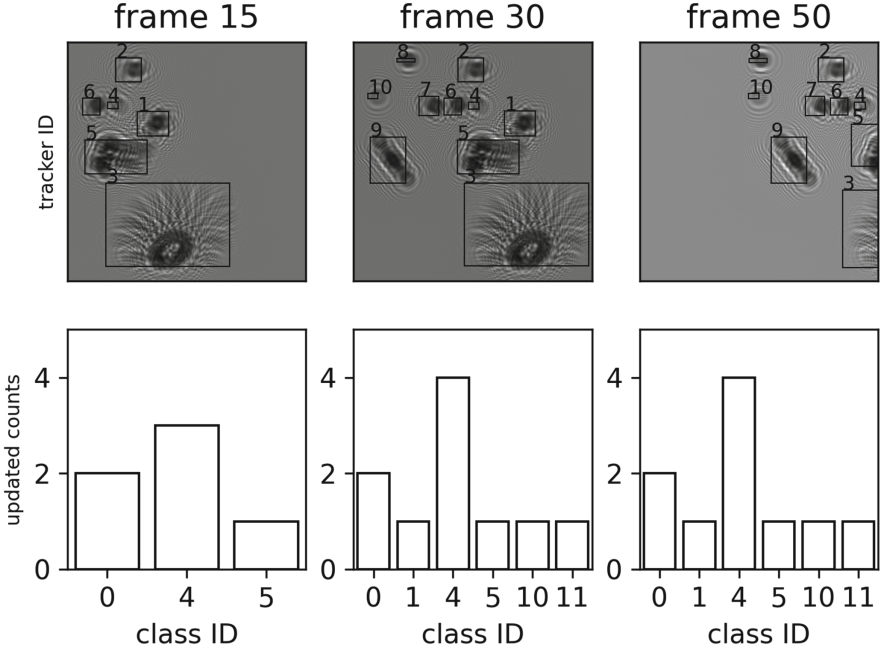 frame 15 frame 30 frame 50
tracker ID
2
6 4 1
5
3
8 2
10 7 6 4 1
9 5
3
8 2
10 7 6 4
9 5
3
updated counts
4 4 4
2 2 2
0 0 0
0 4 5 0 1 4 5 10 11 0 1 4 5 10 11
class ID class ID class ID